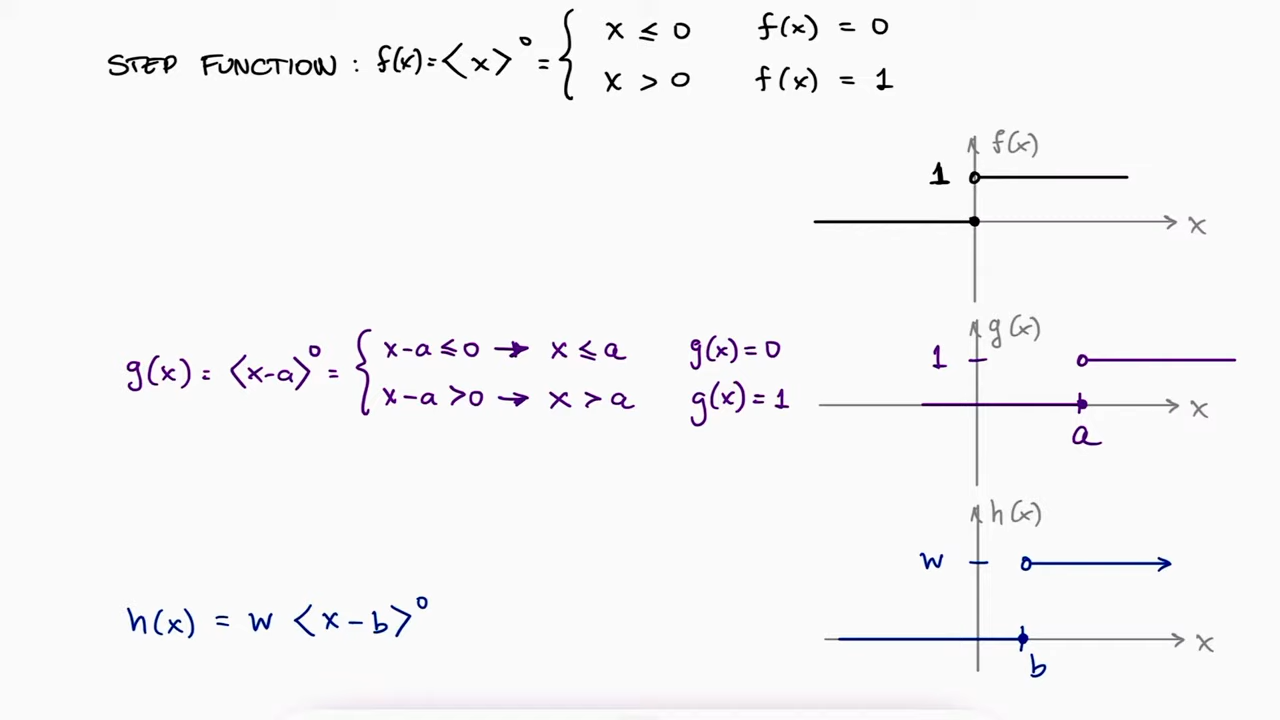 STEP FUNCTION : f(x) = ⟨x⟩⁰ = { x ≤ 0 f(x) = 0
x > 0 f(x) = 1
f(x)
1
x
g(x) = ⟨x-a⟩⁰ = { x-a ≤ 0 → x ≤ a g(x) = 0
x-a > 0 → x > a g(x) = 1
g(x)
1
x
a
h(x) = w ⟨x-b⟩⁰
h(x)
w
x
b